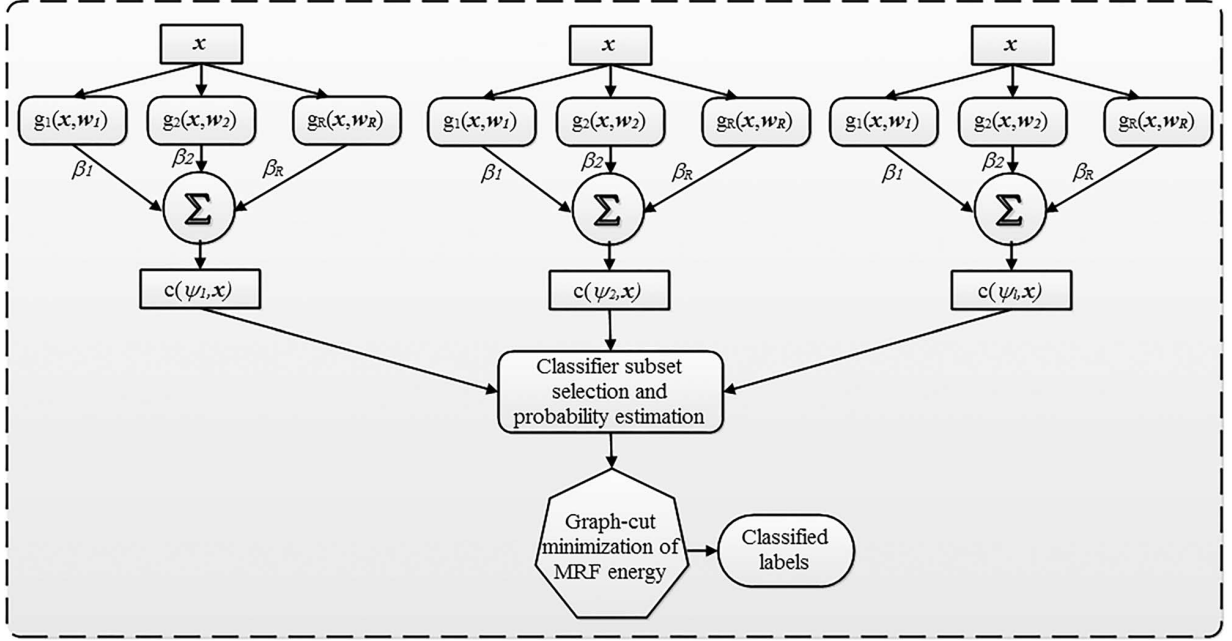 x x x
g1(x,w1) g2(x,w2) gR(x,wR) g1(x,w1) g2(x,w2) gR(x,wR) g1(x,w1) g2(x,w2) gR(x,wR)
β1 β2 βR β1 β2 βR β1 β2 βR
Σ Σ Σ
c(ψ1,x) c(ψ2,x) c(ψl,x)
Classifier subset
selection and
probability estimation
Graph-cut
minimization of
MRF energy
Classified
labels